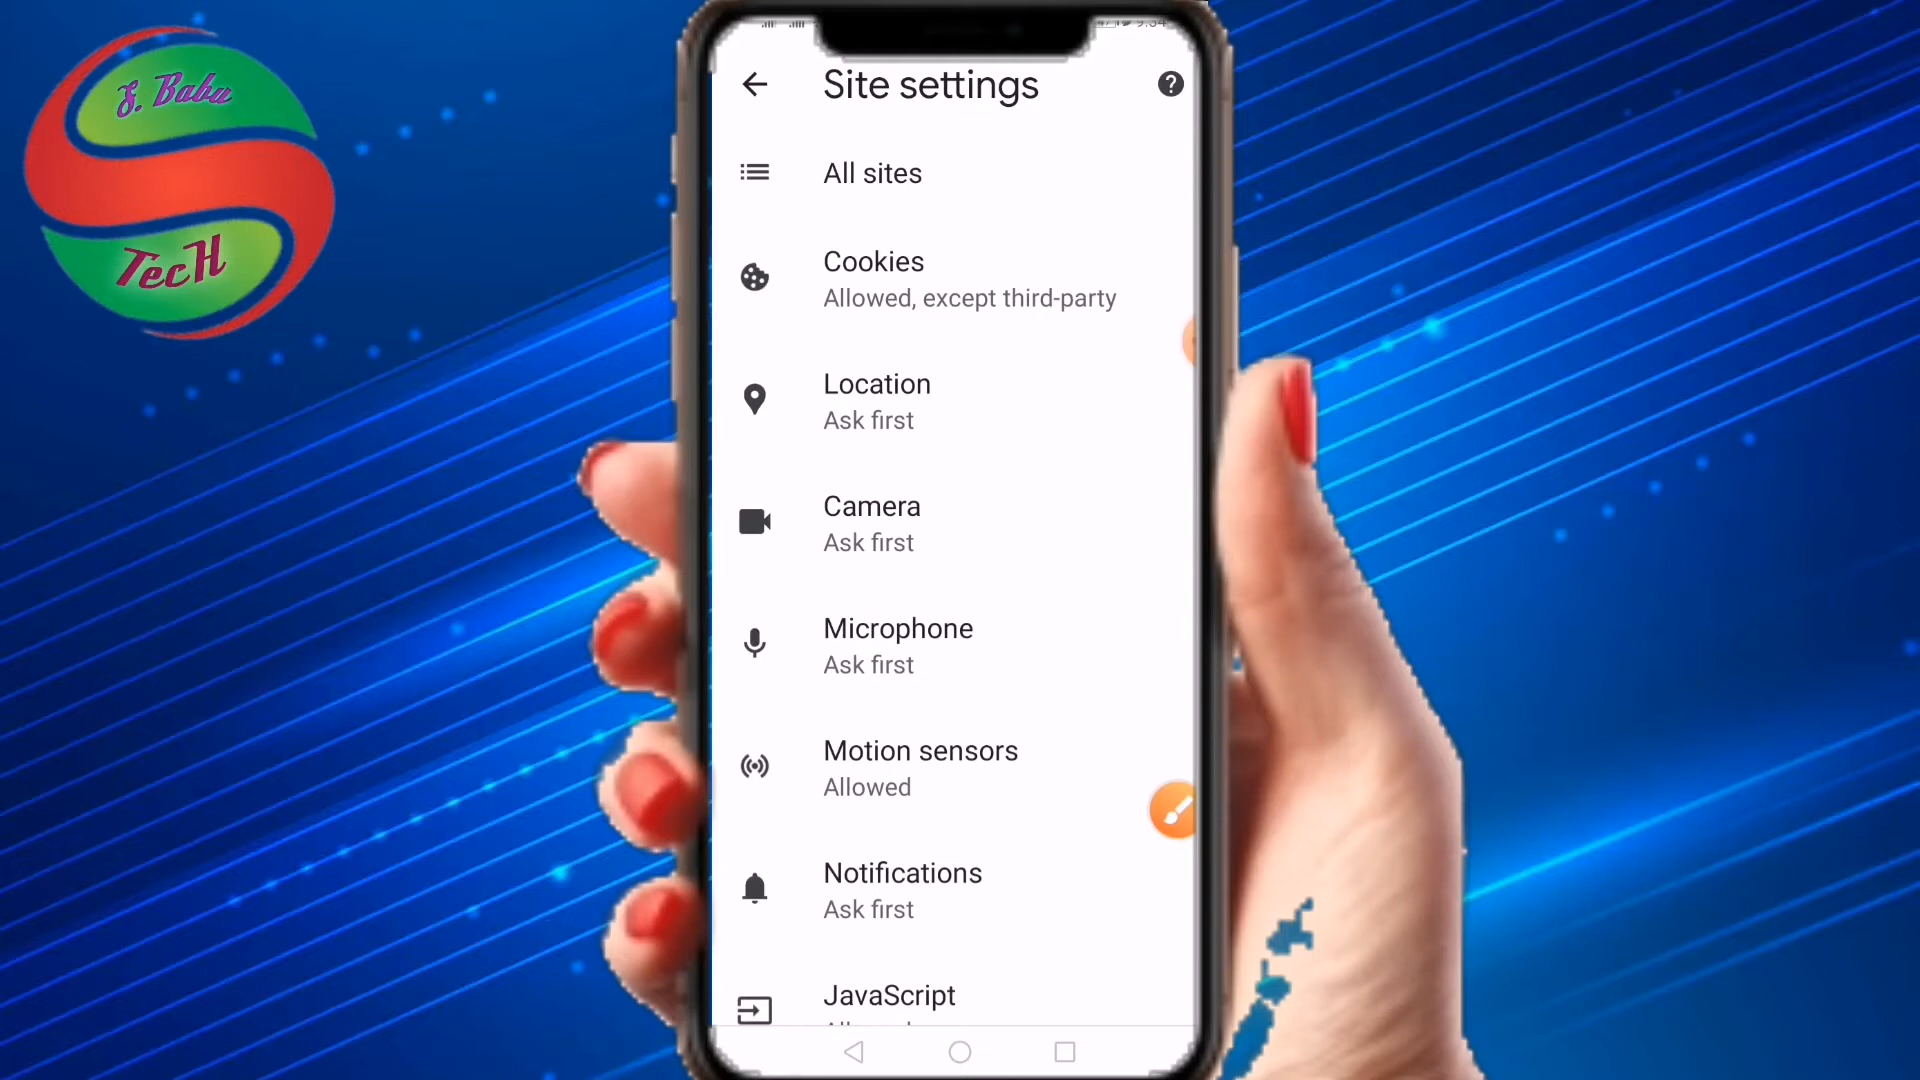 S. Babu
TecH
Site settings
All sites
Cookies
Allowed, except third-party
Location
Ask first
Camera
Ask first
Microphone
Ask first
Motion sensors
Allowed
Notifications
Ask first
JavaScript